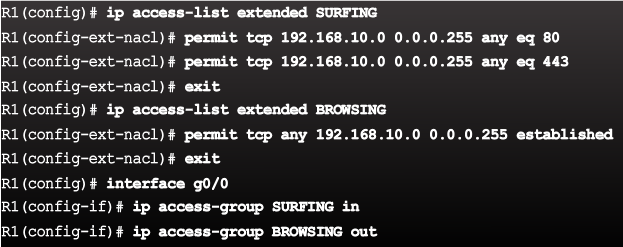 R1(config)# ip access-list extended SURFING
R1(config-ext-nacl)# permit tcp 192.168.10.0 0.0.0.255 any eq 80
R1(config-ext-nacl)# permit tcp 192.168.10.0 0.0.0.255 any eq 443
R1(config-ext-nacl)# exit
R1(config)# ip access-list extended BROWSING
R1(config-ext-nacl)# permit tcp any 192.168.10.0 0.0.0.255 established
R1(config-ext-nacl)# exit
R1(config)# interface g0/0
R1(config-if)# ip access-group SURFING in
R1(config-if)# ip access-group BROWSING out